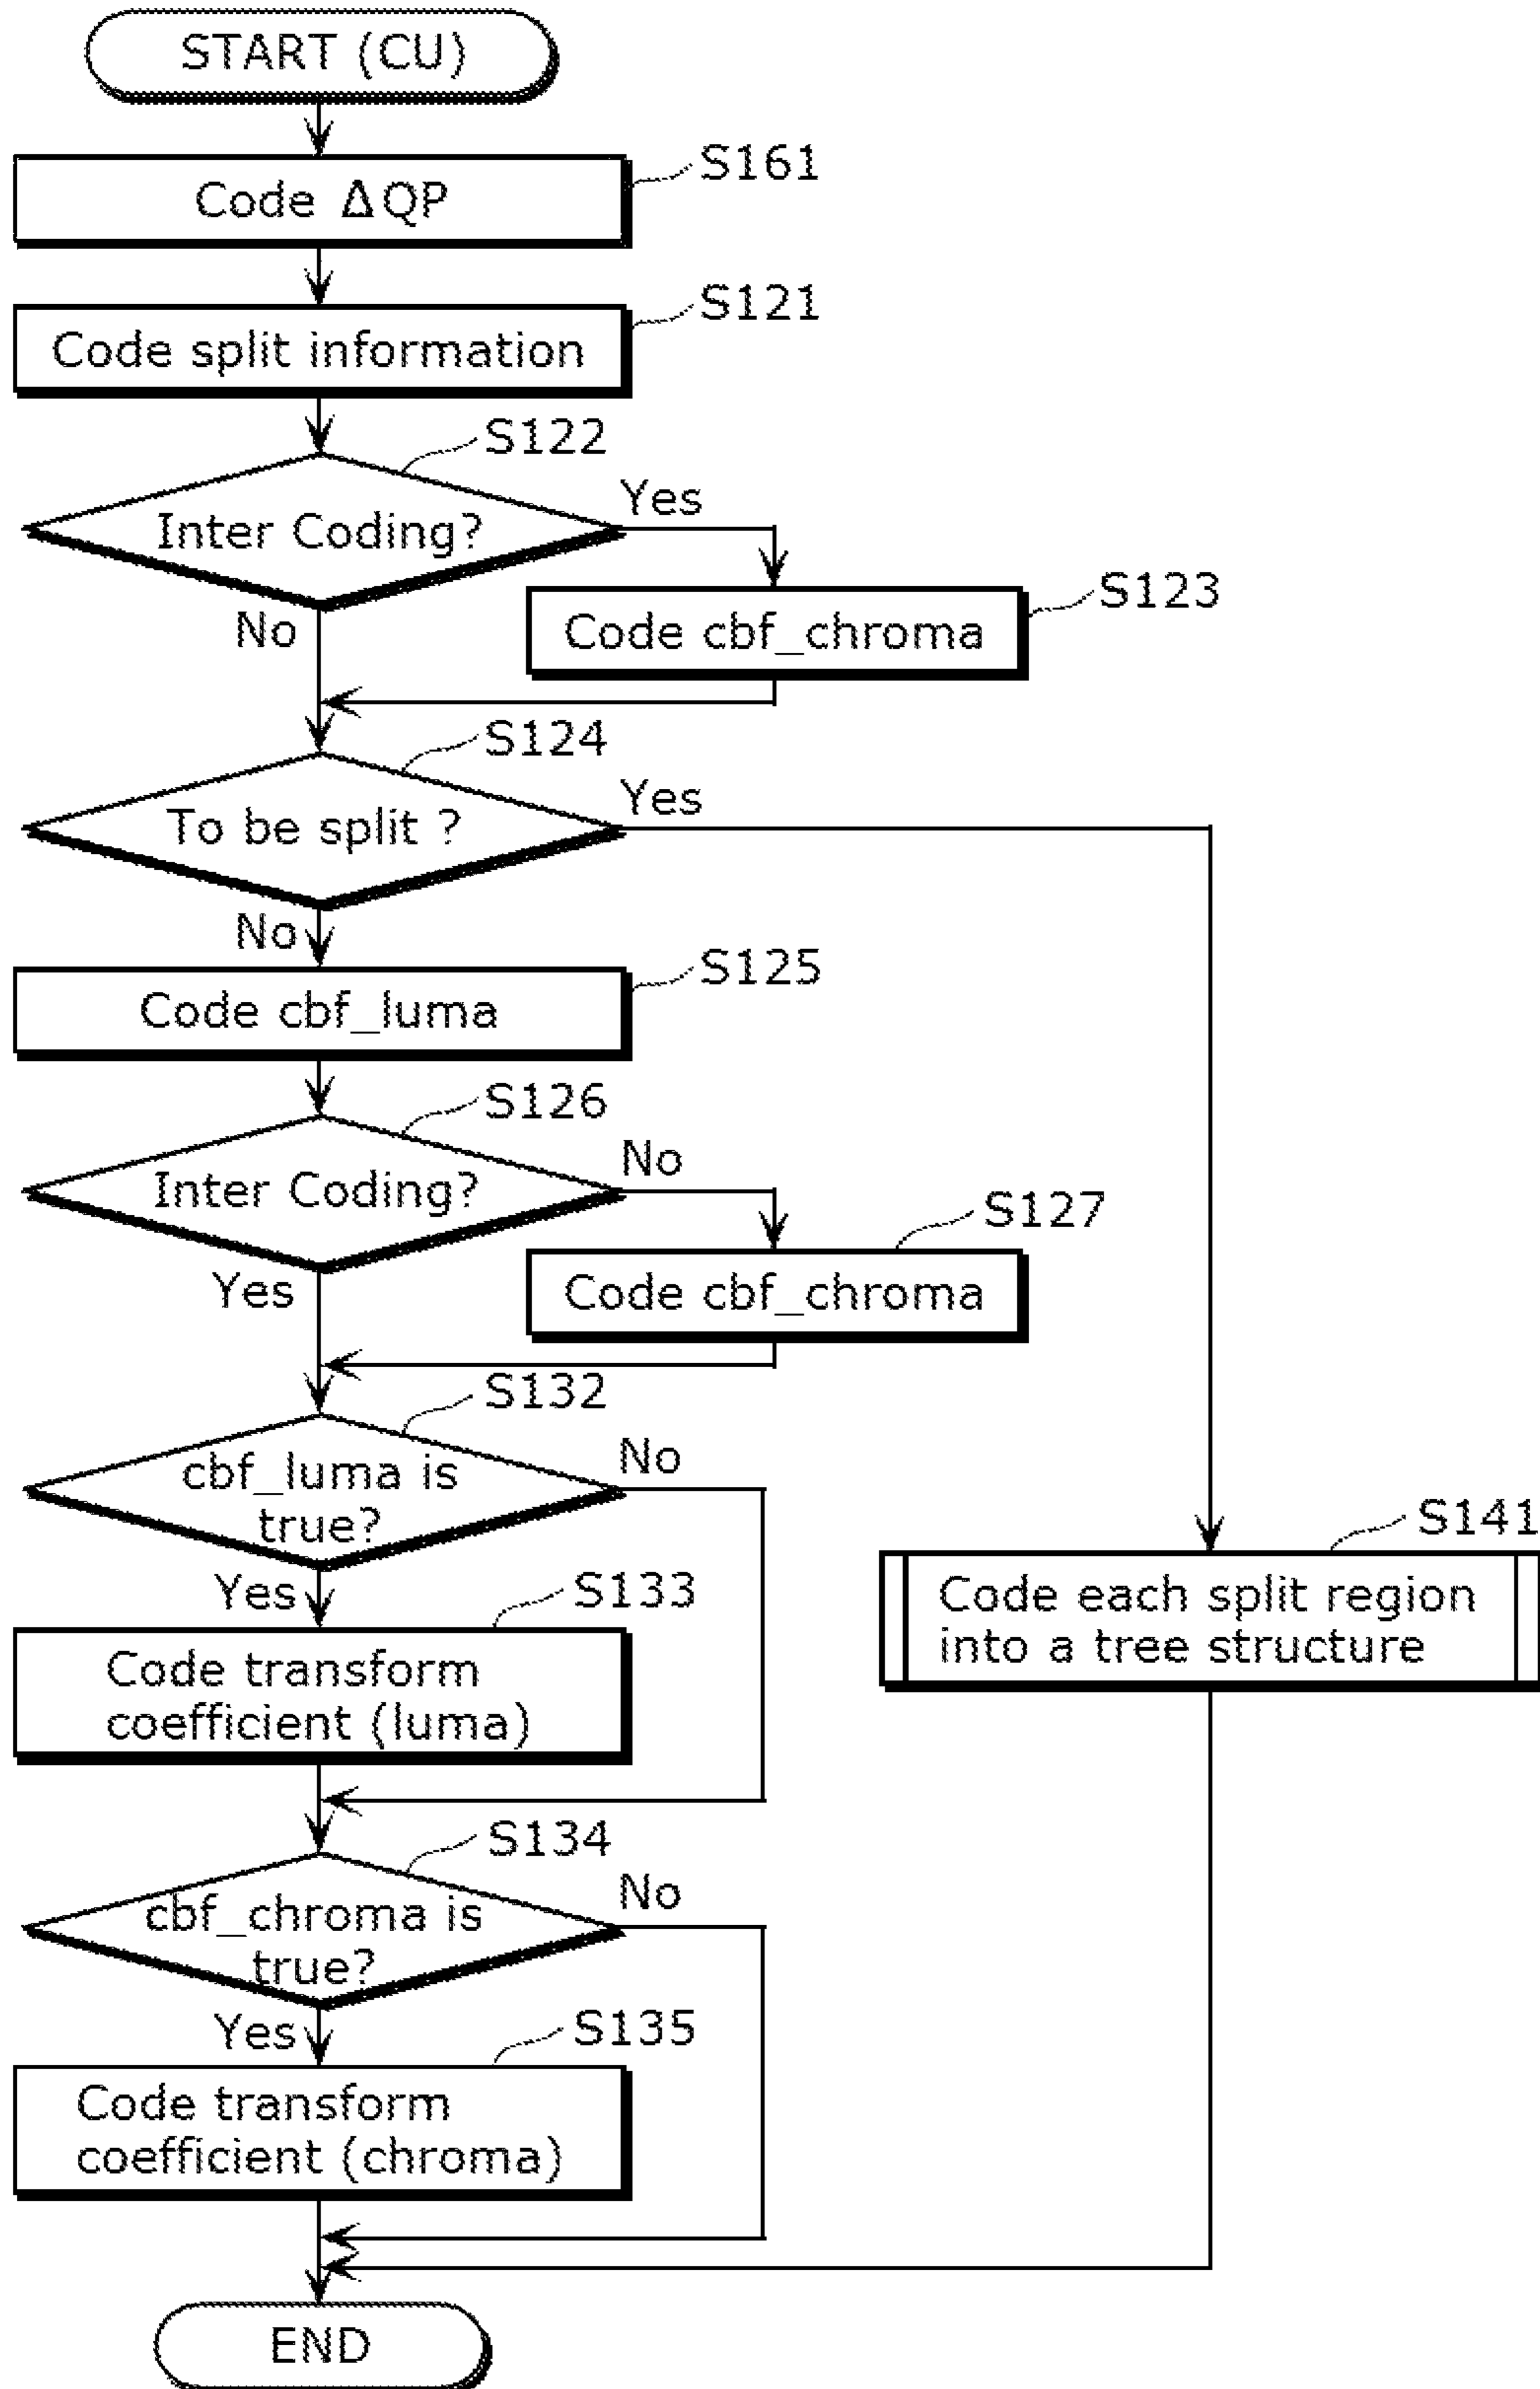 START (CU)
S161
Code ΔQP
S121
Code split information
S122
Inter Coding?
Yes
No
S123
Code cbf_chroma
S124
To be split ?
Yes
No
S125
Code cbf_luma
S126
Inter Coding?
No
Yes
S127
Code cbf_chroma
S132
cbf_luma is
true?
No
Yes
S133
Code transform
coefficient (luma)
S141
Code each split region
into a tree structure
S134
cbf_chroma is
true?
No
Yes
S135
Code transform
coefficient (chroma)
END